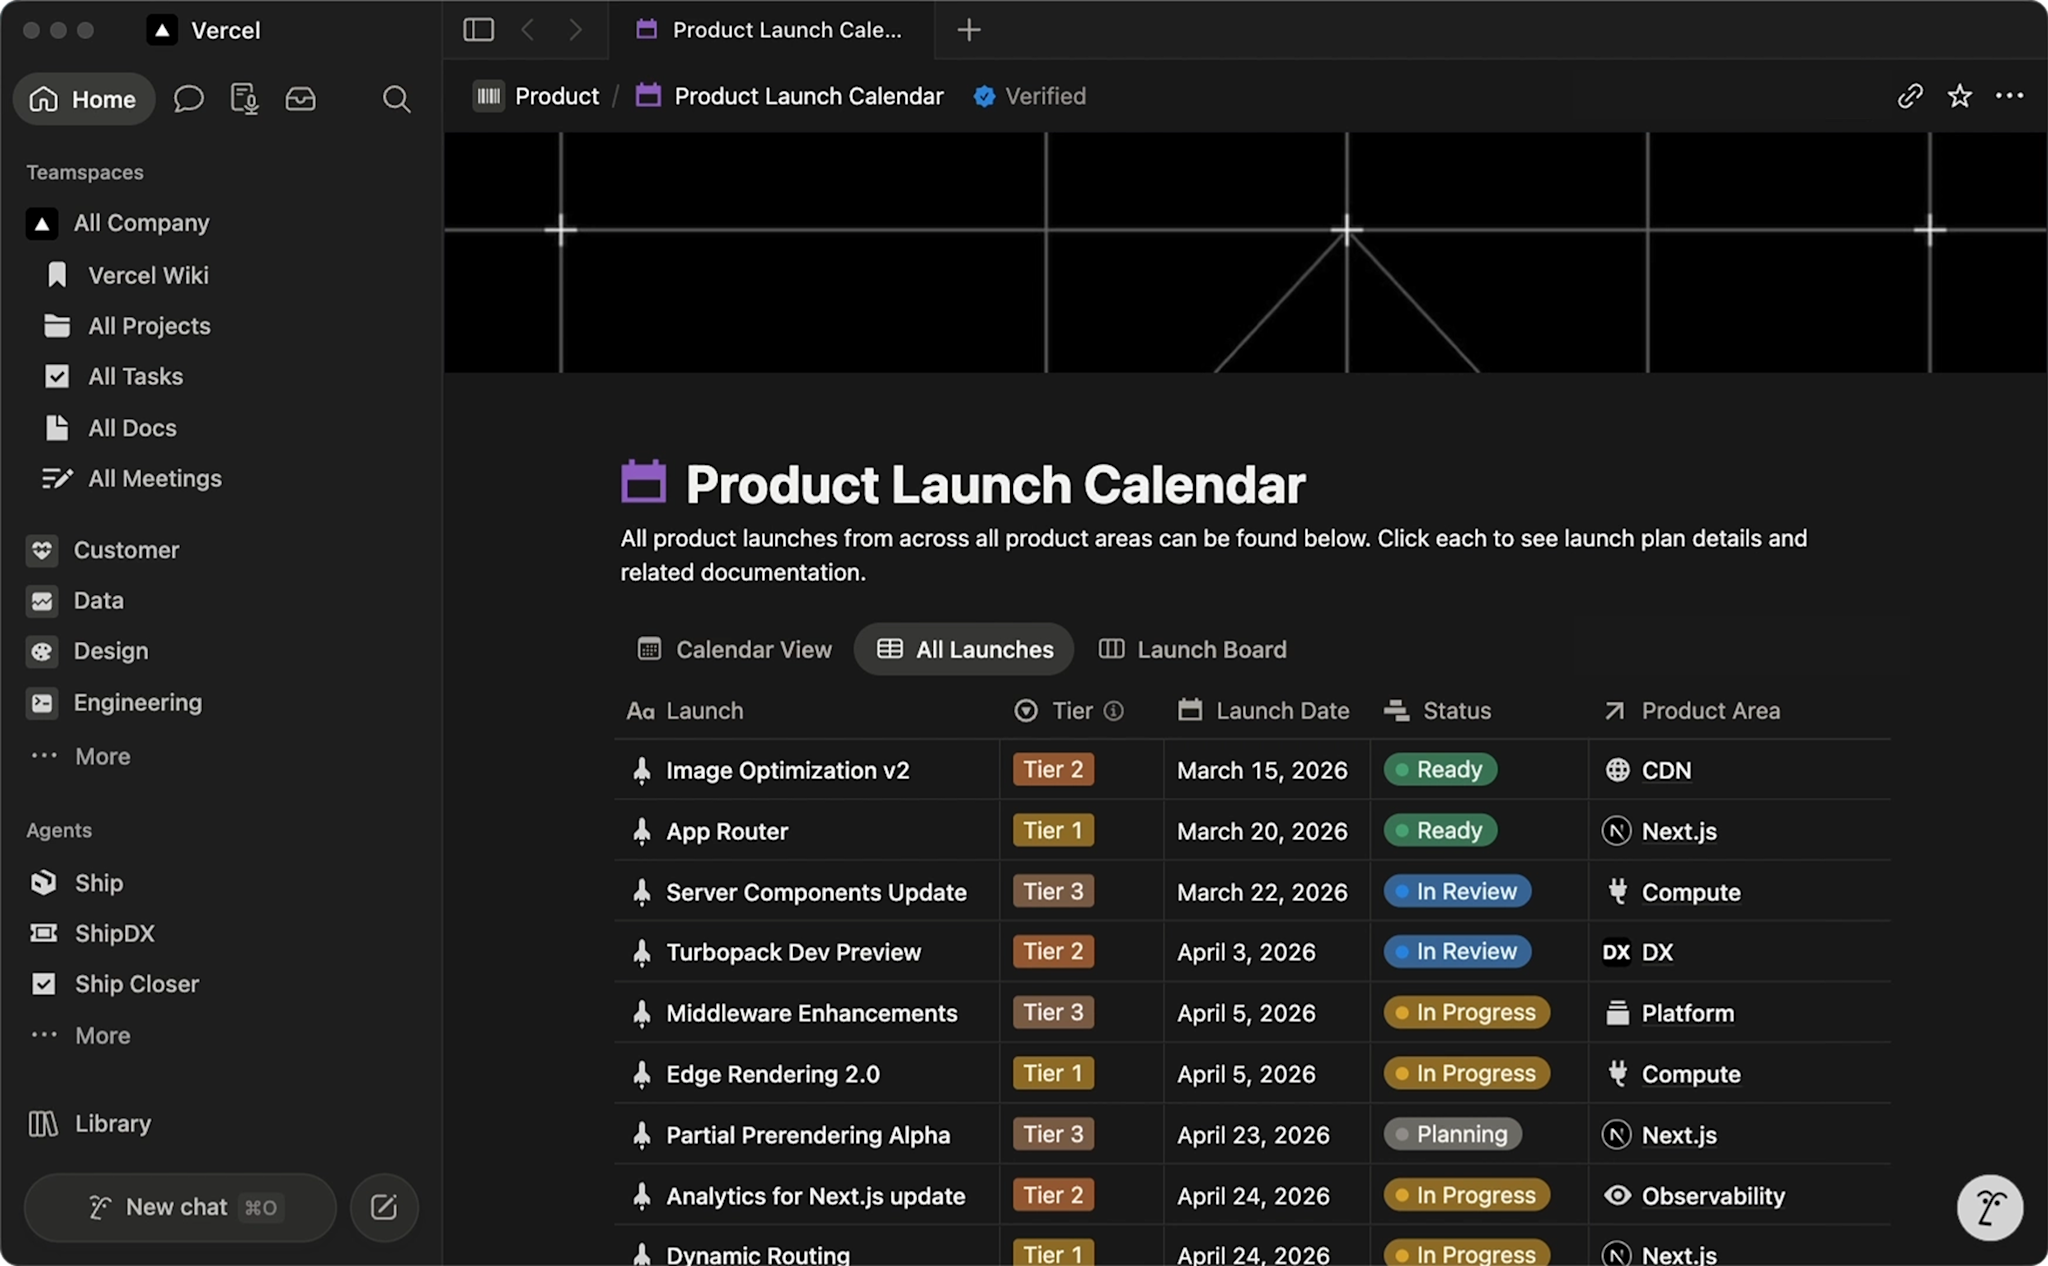 Vercel
Product Launch Cale...
Home
Product / Product Launch Calendar Verified
Teamspaces
All Company
Vercel Wiki
All Projects
All Tasks
All Docs
All Meetings
Customer
Data
Design
Engineering
More
Agents
Ship
ShipDX
Ship Closer
More
Library
New chat ⌘O
Product Launch Calendar
All product launches from across all product areas can be found below. Click each to see launch plan details and
related documentation.
Calendar View All Launches Launch Board
Aa Launch Tier Launch Date Status Product Area
Image Optimization v2 Tier 2 March 15, 2026 Ready CDN
App Router Tier 1 March 20, 2026 Ready Next.js
Server Components Update Tier 3 March 22, 2026 In Review Compute
Turbopack Dev Preview Tier 2 April 3, 2026 In Review DX DX
Middleware Enhancements Tier 3 April 5, 2026 In Progress Platform
Edge Rendering 2.0 Tier 1 April 5, 2026 In Progress Compute
Partial Prerendering Alpha Tier 3 April 23, 2026 Planning Next.js
Analytics for Next.js update Tier 2 April 24, 2026 In Progress Observability
Dynamic Routing Tier 1 April 24, 2026 In Progress Next.js